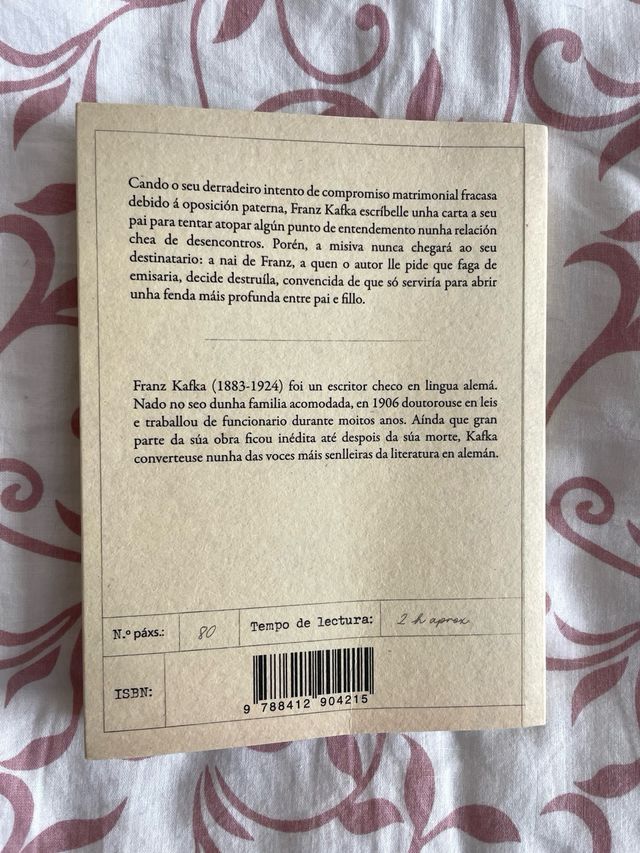 Cando o seu derradeiro intento de compromiso matrimonial fracasa
debido á oposición paterna, Franz Kafka escríbelle unha carta a seu
pai para tentar atopar algún punto de entendemento nunha relación
chea de desencontros. Porén, a misiva nunca chegará ao seu
destinatario: a nai de Franz, a quen o autor lle pide que faga de
emisaria, decide destruíla, convencida de que só serviría para abrir
unha fenda máis profunda entre pai e fillo.
Franz Kafka (1883-1924) foi un escritor checo en lingua alemá.
Nado no seo dunha familia acomodada, en 1906 doutorouse en leis
e traballou de funcionario durante moitos anos. Aínda que gran
parte da súa obra ficou inédita até despois da súa morte, Kafka
converteuse nunha das voces máis senlleiras da literatura en alemán.
N.º páxs.: 80 Tempo de lectura: 2 h aprox
ISBN:
9 788412 904215